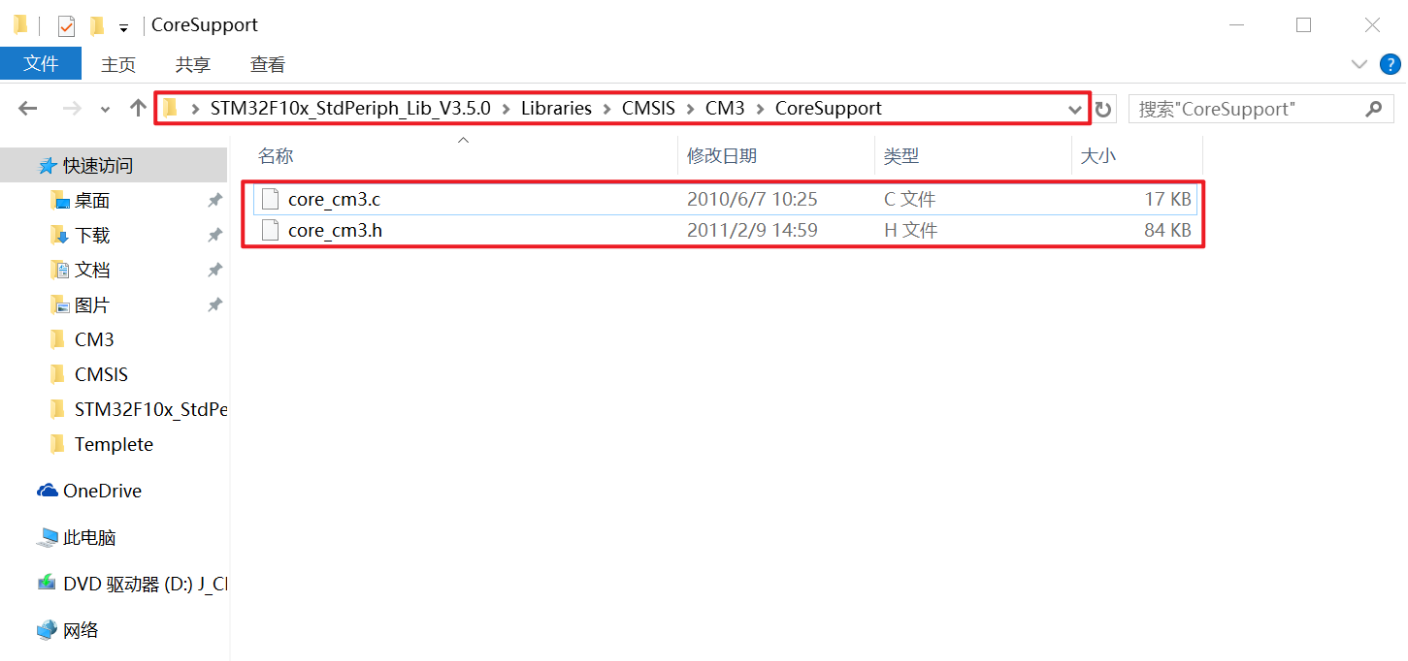 CoreSupport
文件 主页 共享 查看
STM32F10x_StdPeriph_Lib_V3.5.0 Libraries CMSIS CM3 CoreSupport 搜索"CoreSupport"
名称 修改日期 类型 大小
快速访问
core_cm3.c 2010/6/7 10:25 C 文件 17 KB
桌面
core_cm3.h 2011/2/9 14:59 H 文件 84 KB
下载
文档
图片
CM3
CMSIS
STM32F10x_StdPe
Templete
OneDrive
此电脑
DVD 驱动器 (D:) J_Cl
网络